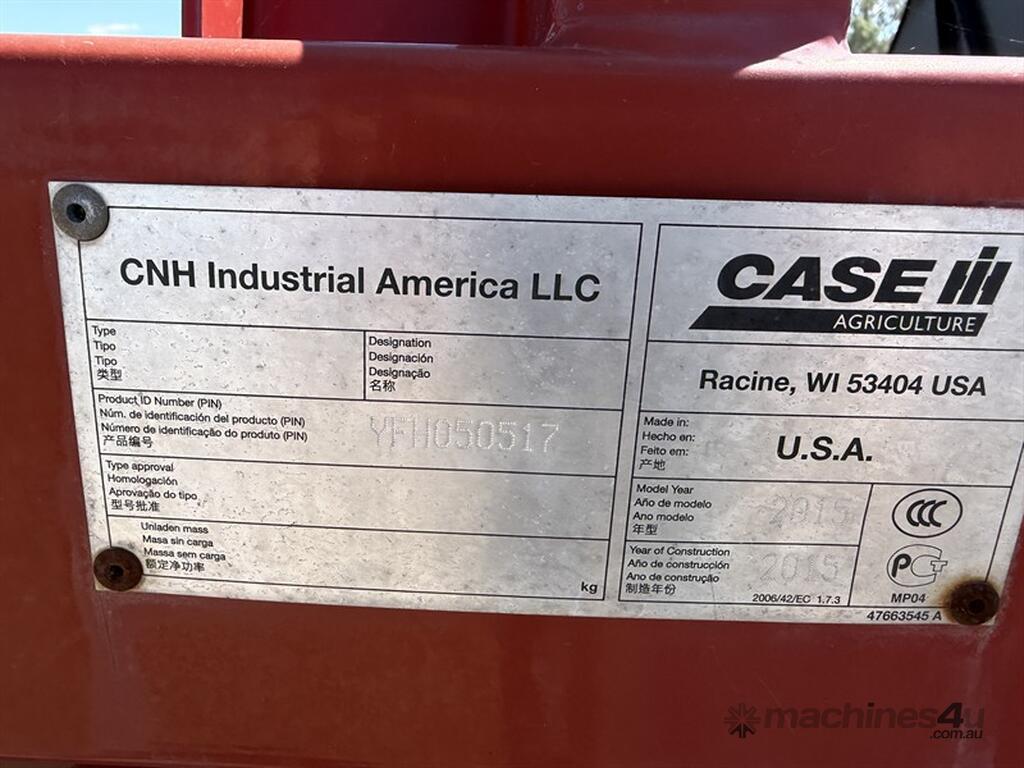 CNH Industrial America LLC
Type
Tipo
Tipo
类型
Designation
Designación
Designação
名称
Product ID Number (PIN)
Núm. de identificación del producto (PIN)
Número de identificação do produto (PIN)
产品编号
YFH050517
Type approval
Homologación
Aprovação do tipo
型号批准
Unladen mass
Masa sin carga
Massa sem carga
额定净功率
kg
CASE IH
AGRICULTURE
Racine, WI 53404 USA
Made in:
Hecho en:
Feito em:
产地
U.S.A.
Model Year
Año de modelo
Ano modelo
年型
2015
Year of Construction
Año de construcción
Ano de construção
制造年份
2015
2006/42/EC 1.7.3
CCC
PCT
MP04
47663545 A
machines4u
.com.au